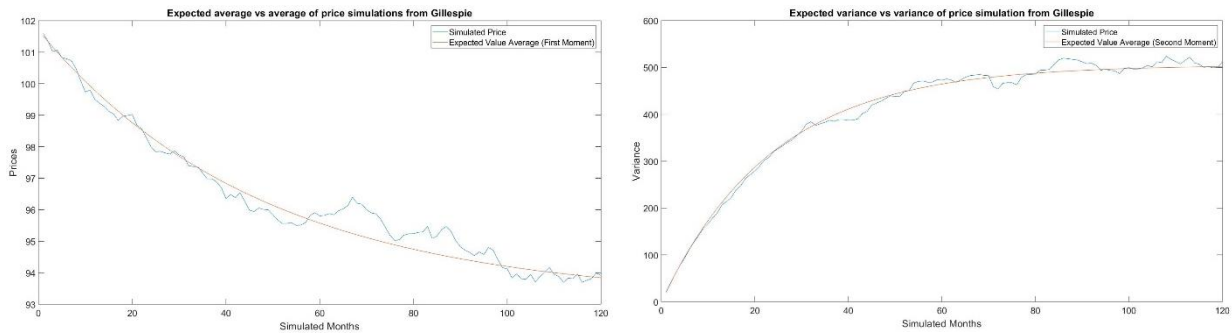 Expected average vs average of price simulations from Gillespie
Simulated Price
Expected Value Average (First Moment)
Prices
102
101
100
99
98
97
96
95
94
93
0 20 40 60 80 100 120
Simulated Months
Expected variance vs variance of price simulation from Gillespie
Simulated Price
Expected Value Average (Second Moment)
Variance
600
500
400
300
200
100
0
0 20 40 60 80 100 120
Simulated Months